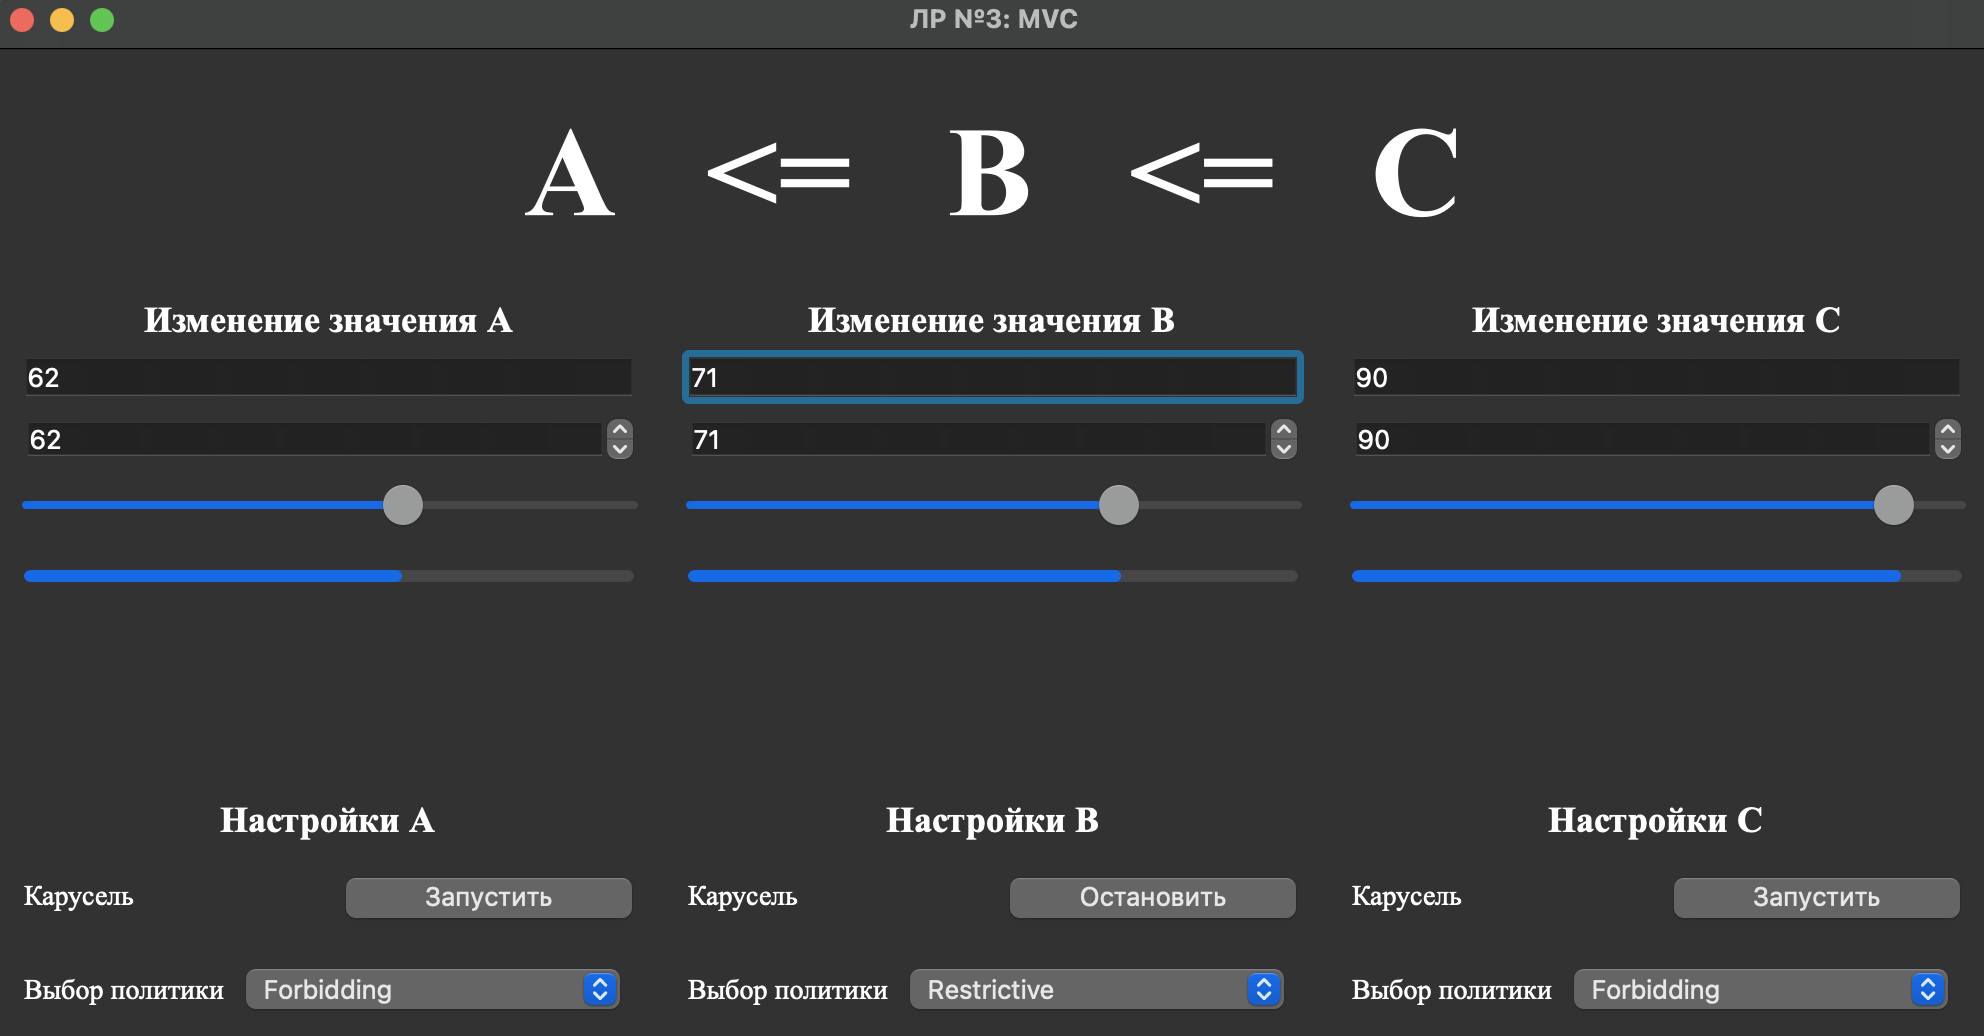 ЛР №3: MVC
A <= B <= C
Изменение значения A Изменение значения B Изменение значения C
62 71 90
62 71 90
Настройки A Настройки B Настройки C
Карусель Запустить Карусель Остановить Карусель Запустить
Выбор политики Forbidding Выбор политики Restrictive Выбор политики Forbidding